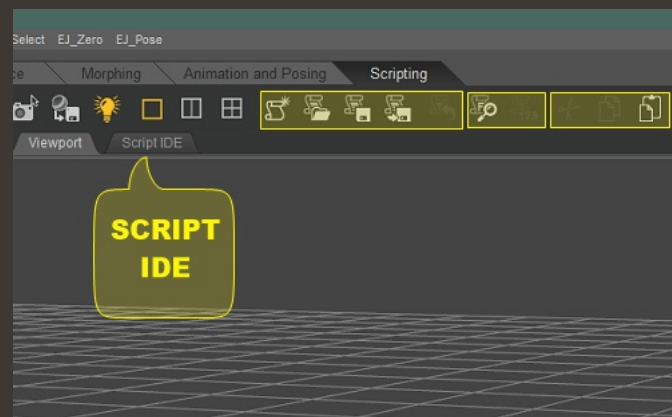 Select EJ_Zero EJ_Pose
Morphing Animation and Posing Scripting
Viewport Script IDE
SCRIPT
IDE